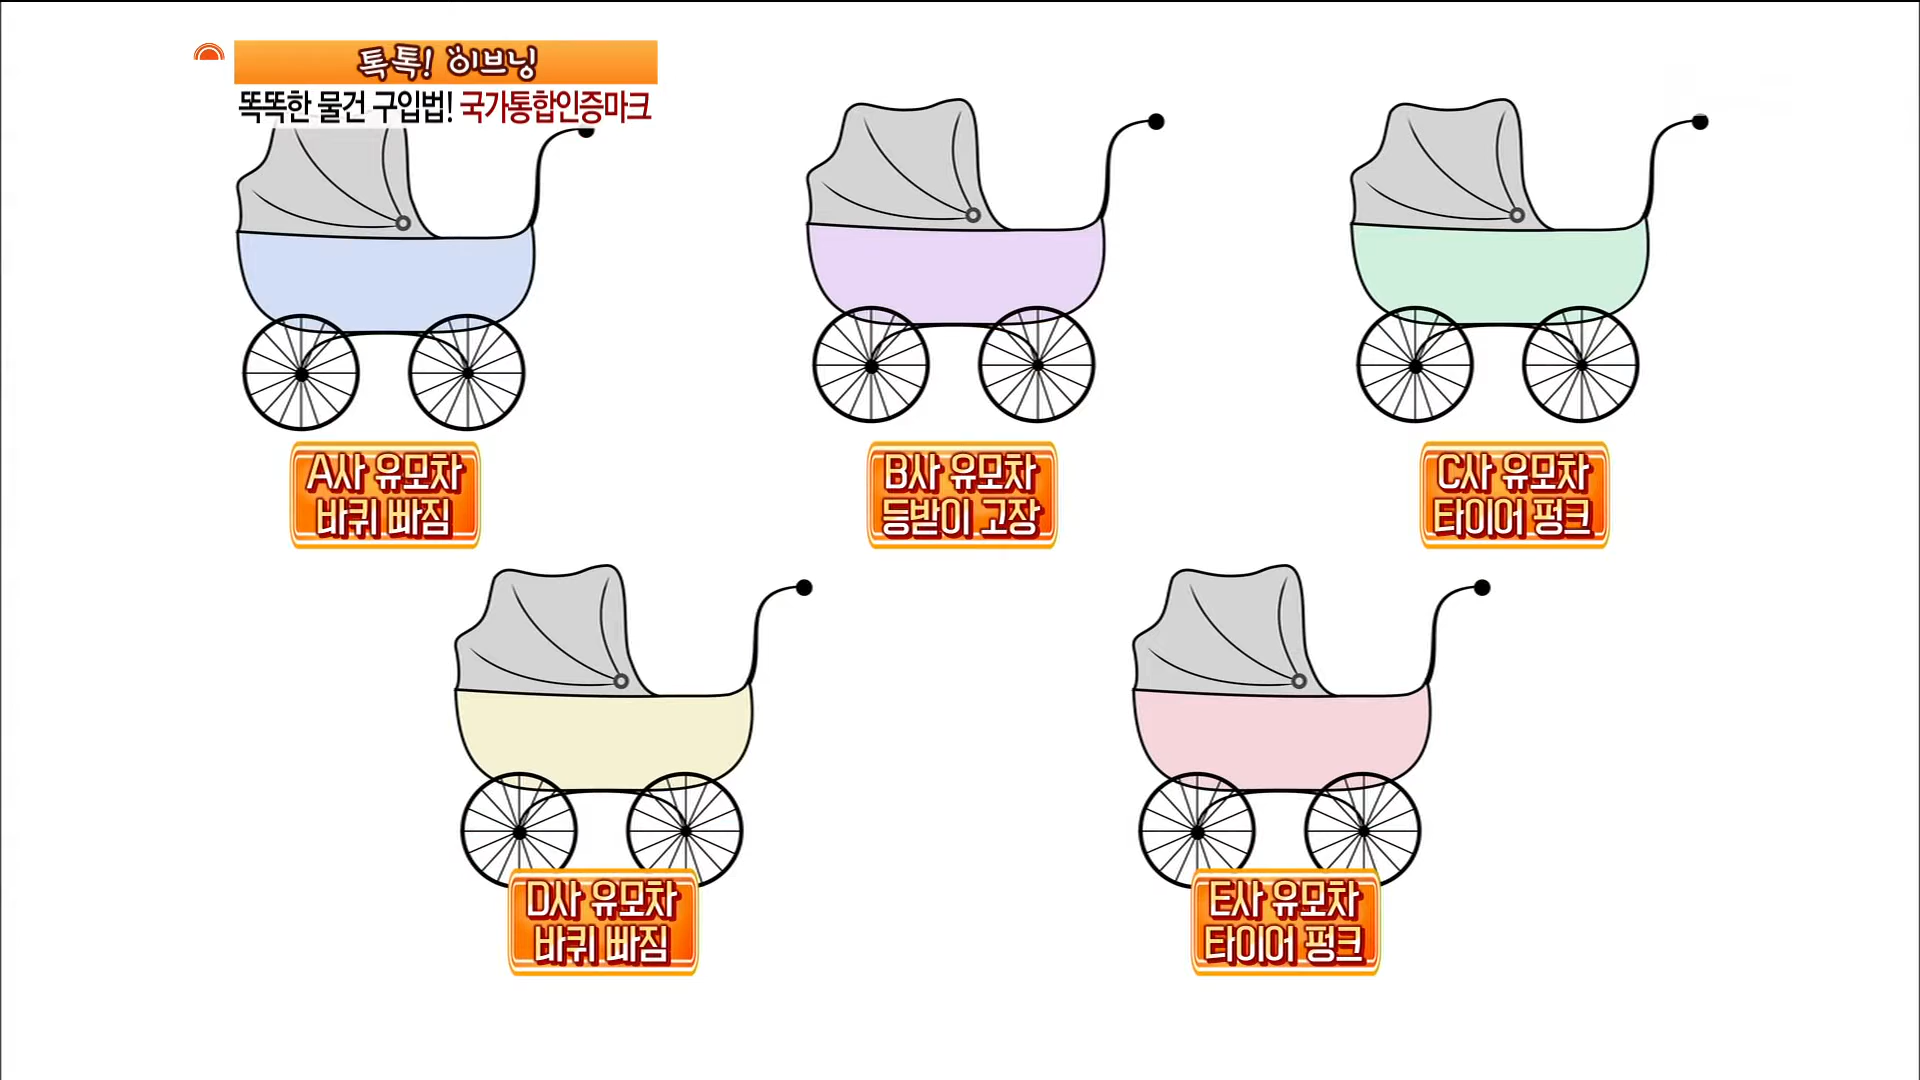 톡톡! 이브닝
똑똑한 물건 구입법! 국가통합인증마크
A사 유모차
바퀴 빠짐
B사 유모차
등받이 고장
C사 유모차
타이어 펑크
D사 유모차
바퀴 빠짐
E사 유모차
타이어 펑크